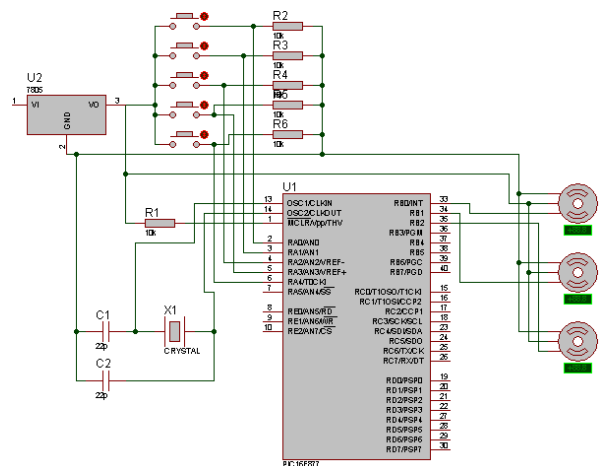 R2
10k
R3
10k
R4
R5
10k
R6
10k
U2
7805
1 VI VO 3
GND
2
R1
10k
U1
13 OSC1/CLKIN RB0/INT 33
14 OSC2/CLKOUT RB1 34
1 MCLR/Vpp/THV RB2 35
RB3/PGM 36
2 RA0/AN0 RB4 37
3 RA1/AN1 RB5 38
4 RA2/AN2/VREF- RB6/PGC 39
5 RA3/AN3/VREF+ RB7/PGD 40
6 RA4/T0CKI
7 RA5/AN4/SS RC0/T1OSO/T1CKI 15
RC1/T1OSI/CCP2 16
8 RE0/AN5/RD RC2/CCP1 17
9 RE1/AN6/WR RC3/SCK/SCL 18
10 RE2/AN7/CS RC4/SDI/SDA 23
RC5/SDO 24
RC6/TX/CK 25
RC7/RX/DT 26
RD0/PSP0 19
RD1/PSP1 20
RD2/PSP2 21
RD3/PSP3 22
RD4/PSP4 27
RD5/PSP5 28
RD6/PSP6 29
RD7/PSP7 30
PIC16F877
C1
22p
X1
CRYSTAL
C2
22p